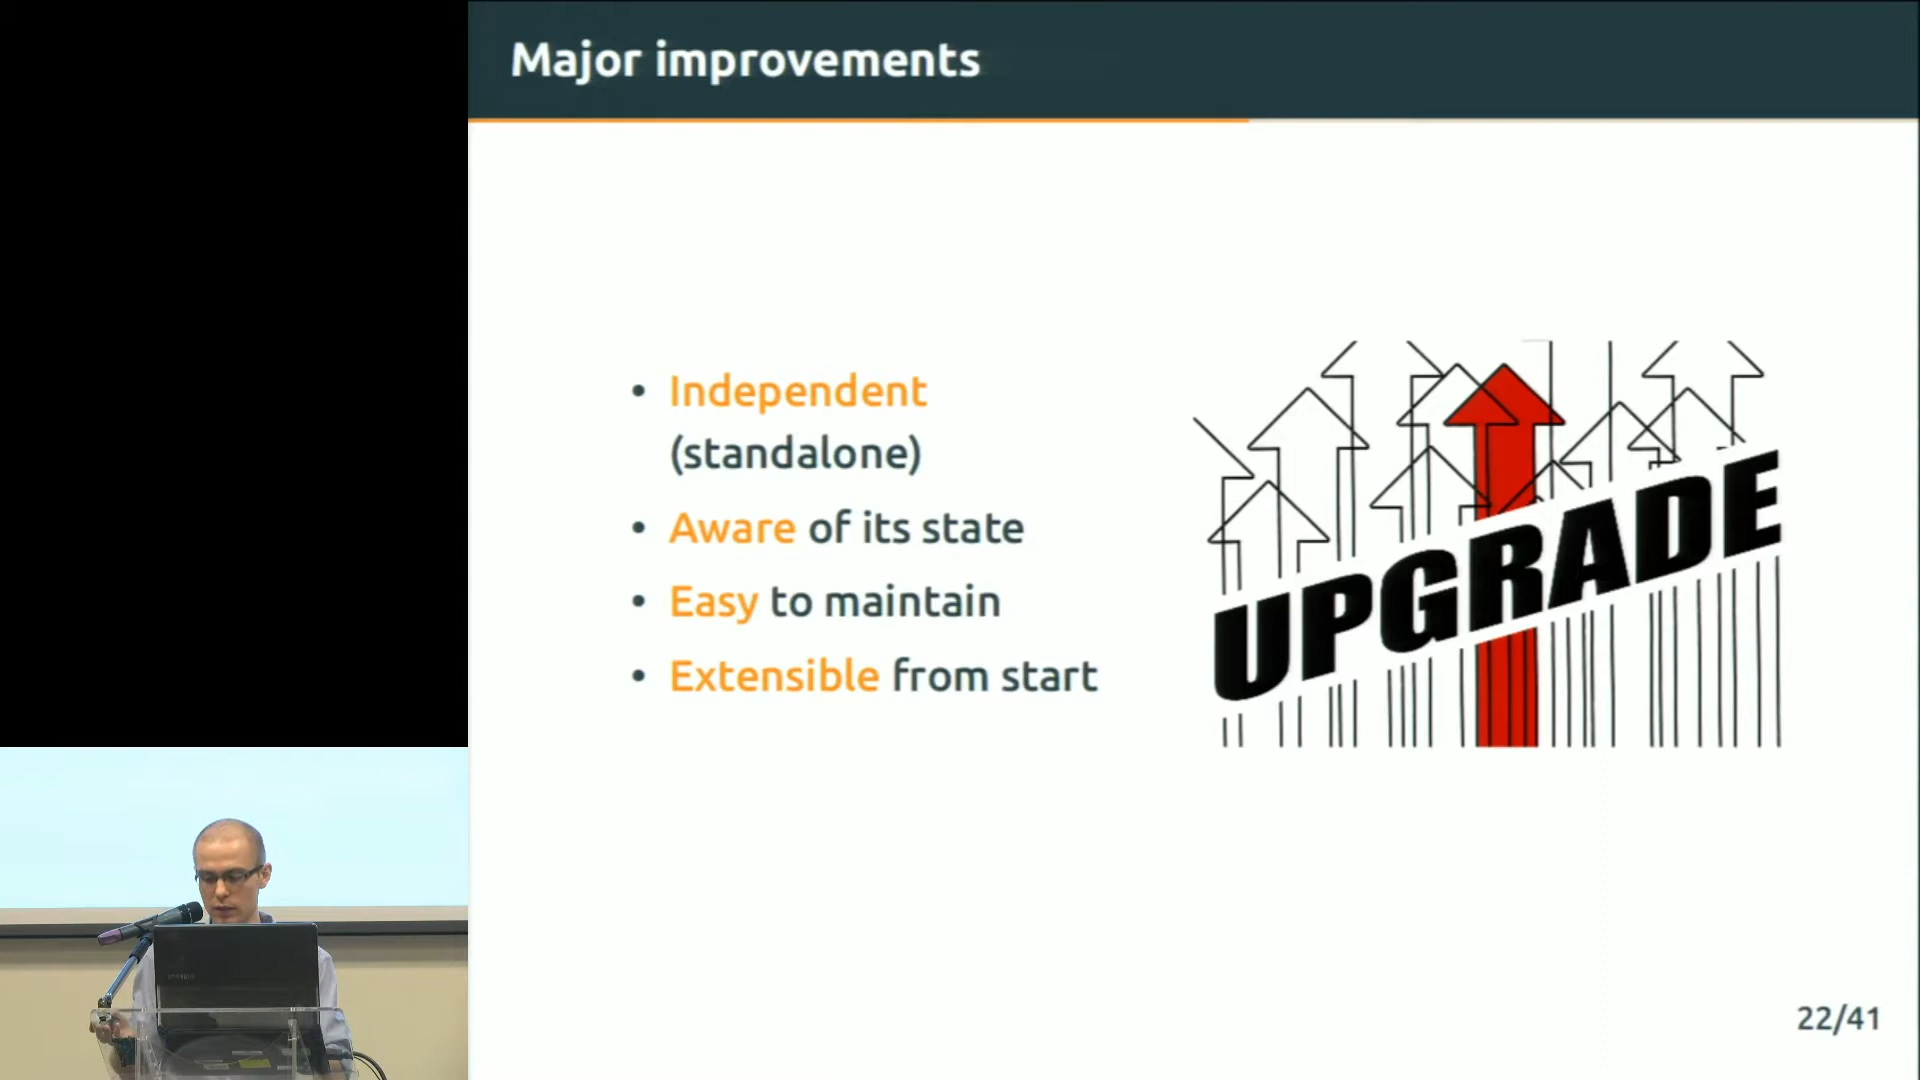 Major improvements
• Independent
(standalone)
• Aware of its state
• Easy to maintain
• Extensible from start
UPGRADE
22/41